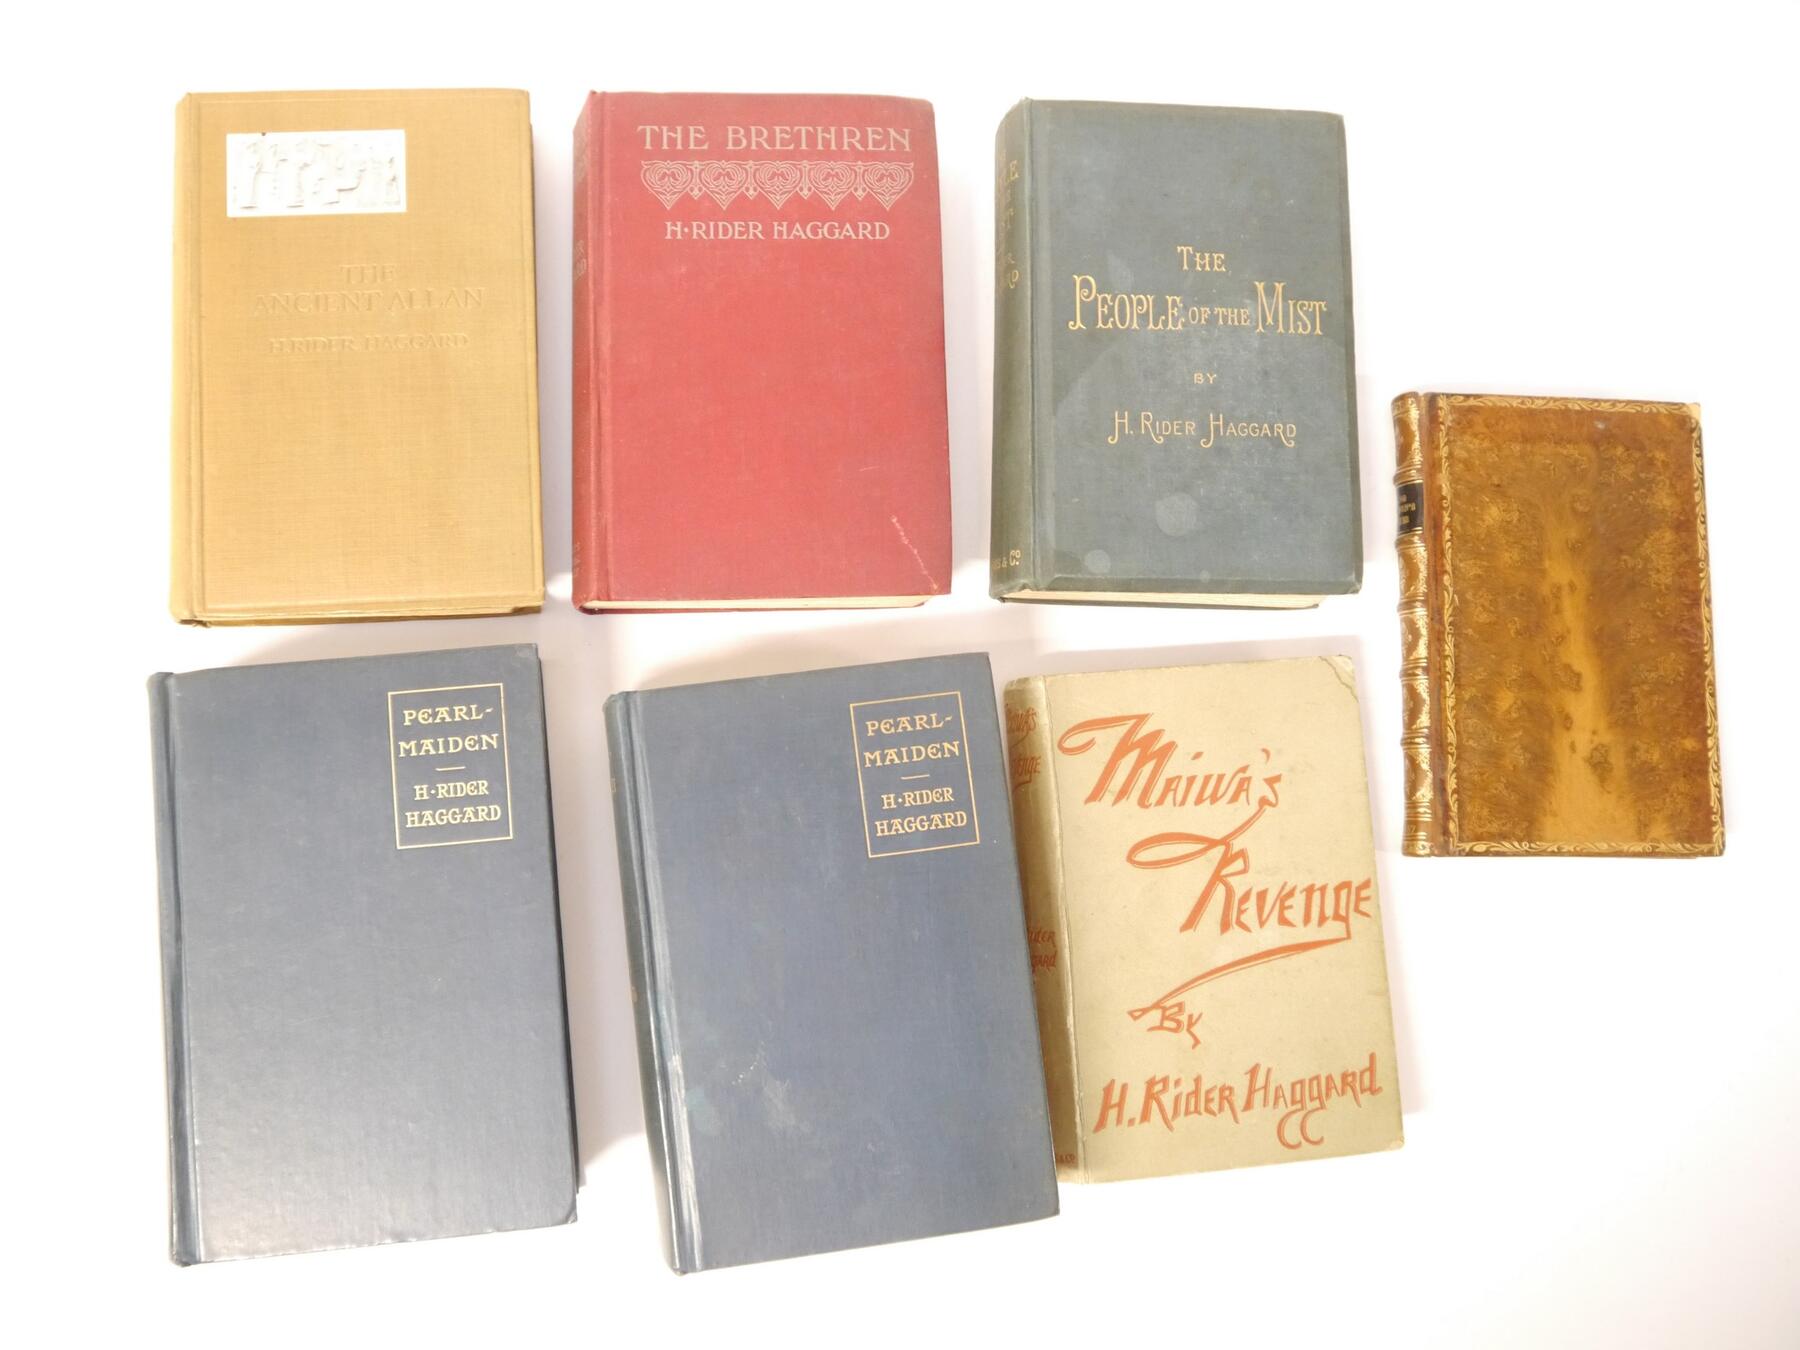 THE
ANCIENT ALLAN
H. RIDER HAGGARD
THE BRETHREN
H·RIDER HAGGARD
THE
PEOPLE OF THE MIST
BY
H. RIDER HAGGARD
& Cº
PEARL-
MAIDEN
H·RIDER
HAGGARD
PEARL-
MAIDEN
H·RIDER
HAGGARD
MAIWA'S
REVENGE
BY
H. RIDER HAGGARD